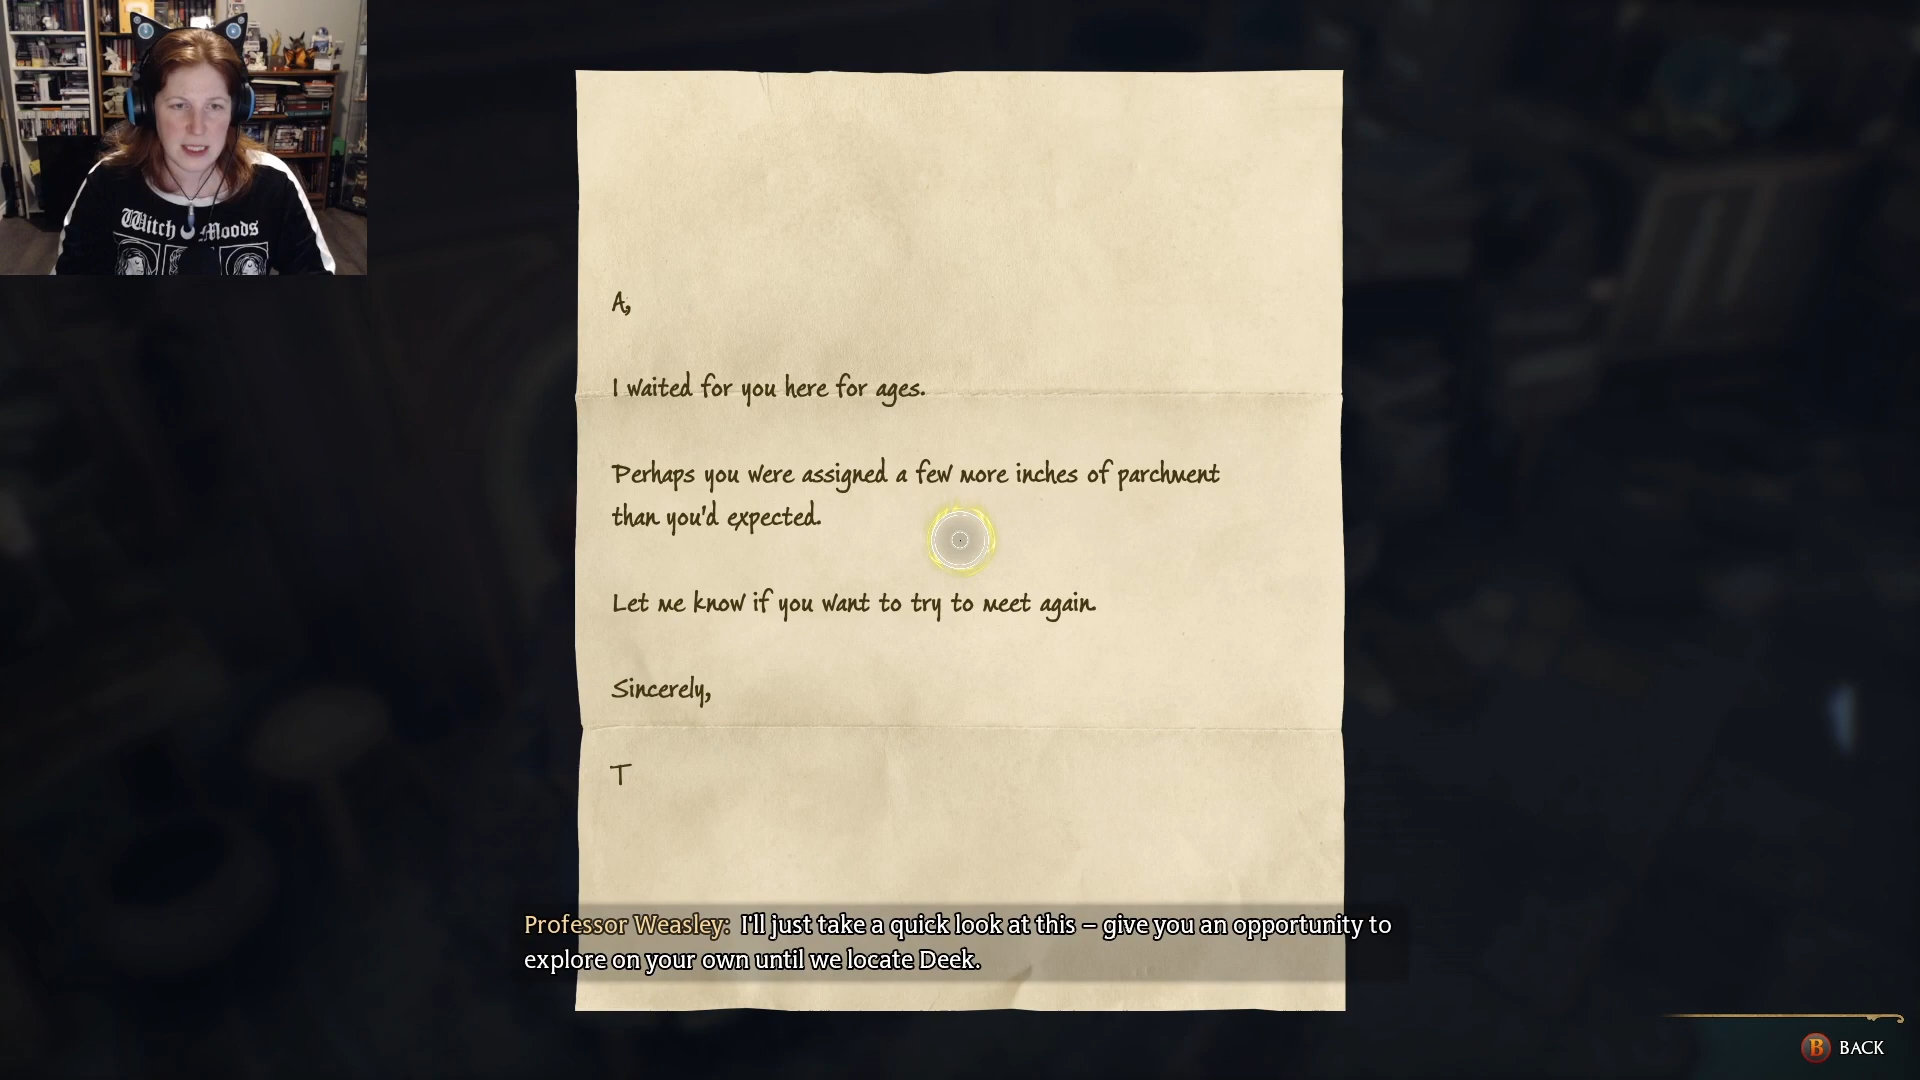 Witch Moods
A,
I waited for you here for ages.
Perhaps you were assigned a few more inches of parchment
than you'd expected.
Let me know if you want to try to meet again.
Sincerely,
T
Professor Weasley: I'll just take a quick look at this – give you an opportunity to
explore on your own until we locate Deek.
B BACK